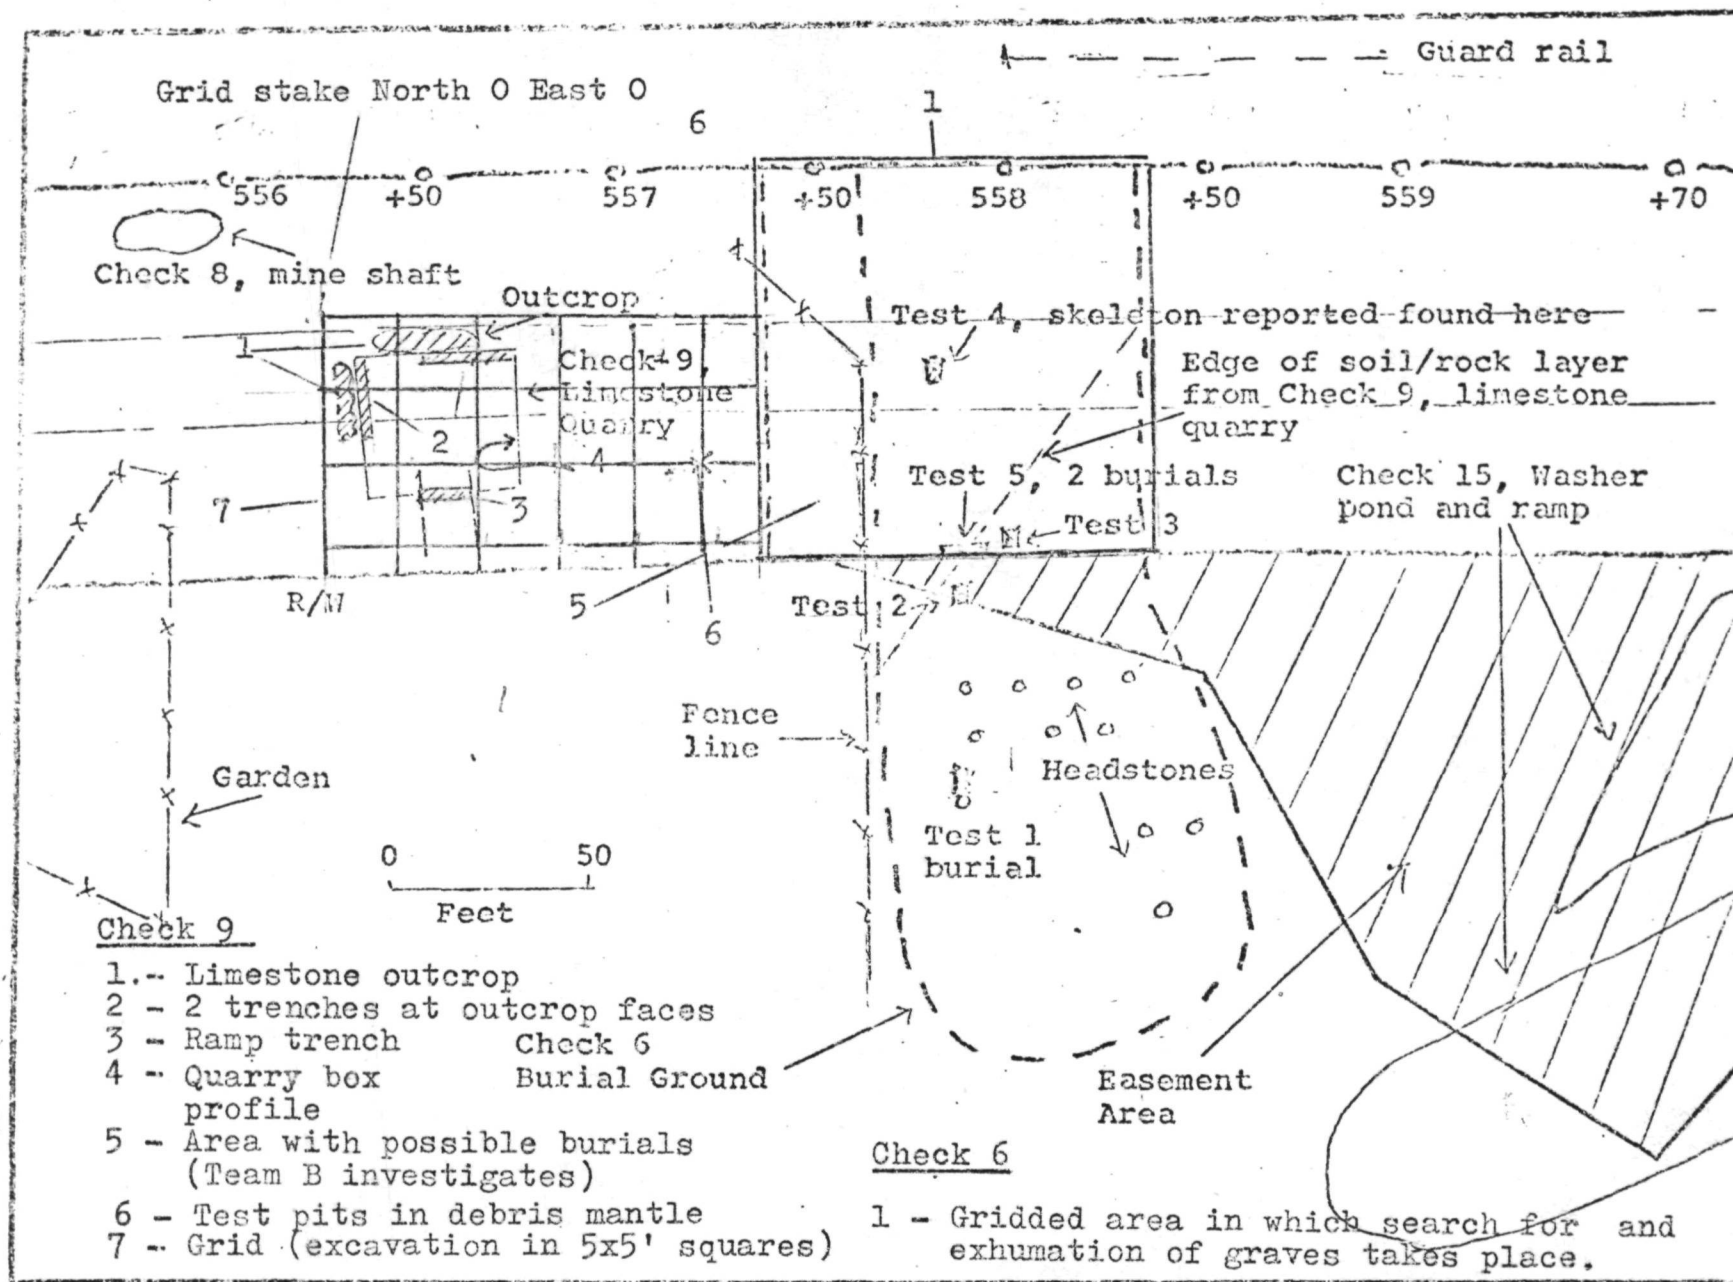 Guard rail
Grid stake North 0 East 0
6
1
556 +50 557 +50 558 +50 559 +70
Check 8, mine shaft
Outcrop
Test 4, skeleton reported found here
1
Check 9,
Limestone
Quarry
Edge of soil/rock layer
from Check 9, limestone
quarry
2
4
Test 5, 2 burials
Check 15, Washer
pond and ramp
7
3
Test 3
R/W
5
Test 2
6
Fence
line
Garden
Headstones
Test 1
burial
0 50
Feet
Check 9
1.- Limestone outcrop
2 - 2 trenches at outcrop faces
3 - Ramp trench
4 - Quarry box
profile
5 - Area with possible burials
(Team B investigates)
6 - Test pits in debris mantle
7 - Grid (excavation in 5x5' squares)
Check 6
Burial Ground
Easement
Area
Check 6
1 - Gridded area in which search for and
exhumation of graves takes place.